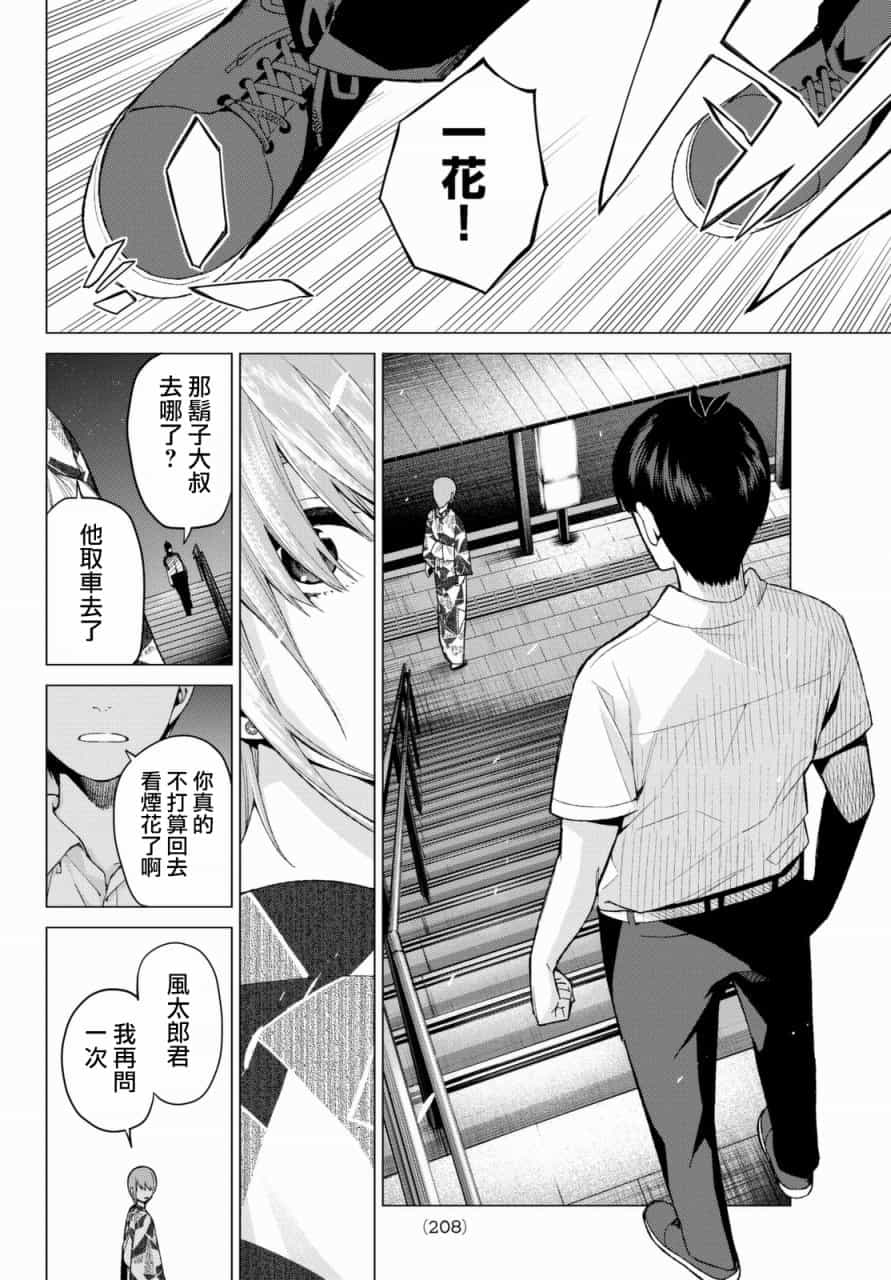 一花！
那鬍子大叔
去哪了？
他取車去了
你真的
不打算回去
看煙花了啊
風太郎君
我再問
一次
(208)